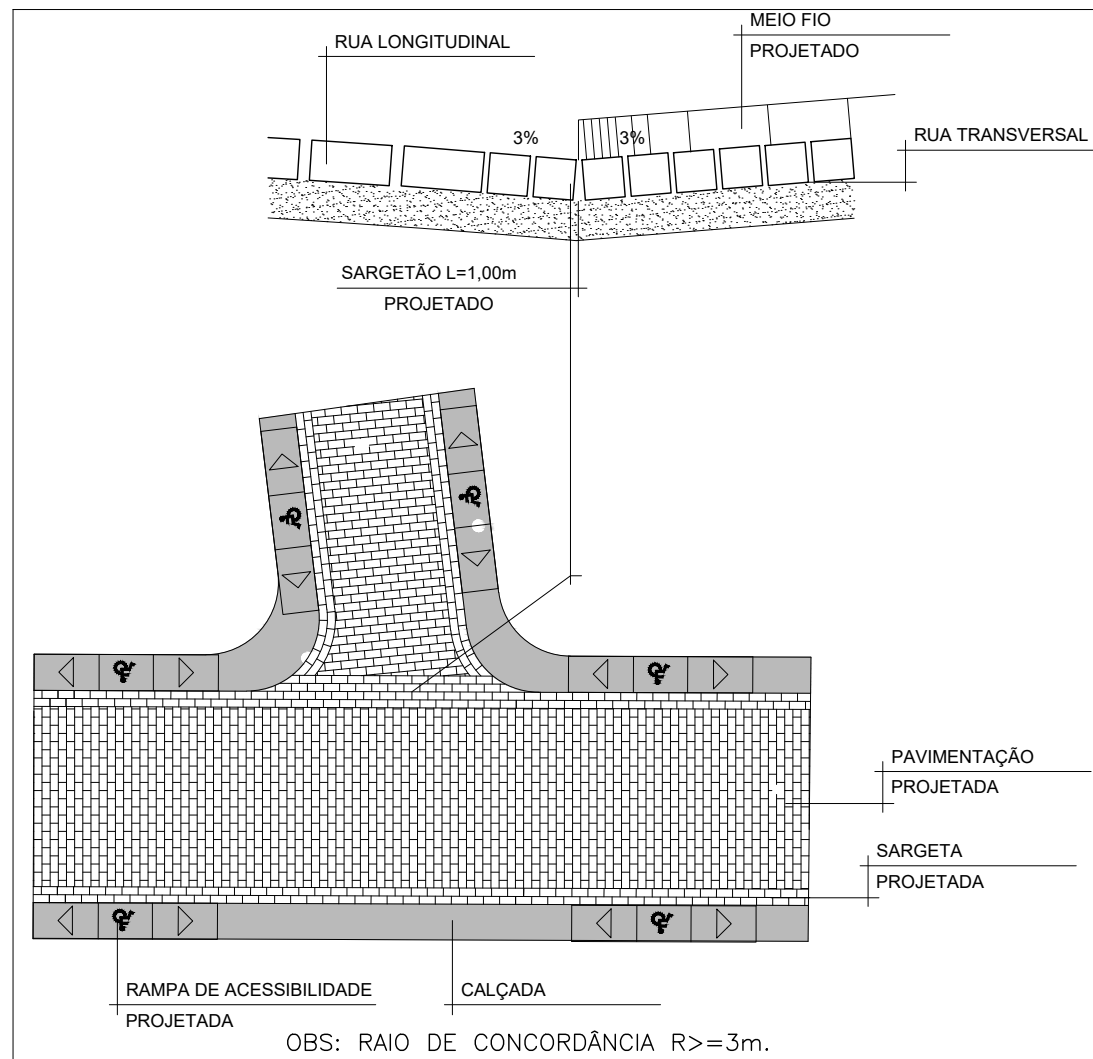 MEIO FIO
PROJETADO
RUA LONGITUDINAL
3%
3%
RUA TRANSVERSAL
SARGETÃO L=1,00m
PROJETADO
PAVIMENTAÇÃO
PROJETADA
SARGETA
PROJETADA
RAMPA DE ACESSIBILIDADE
PROJETADA
CALÇADA
OBS: RAIO DE CONCORDÂNCIA R>=3m.